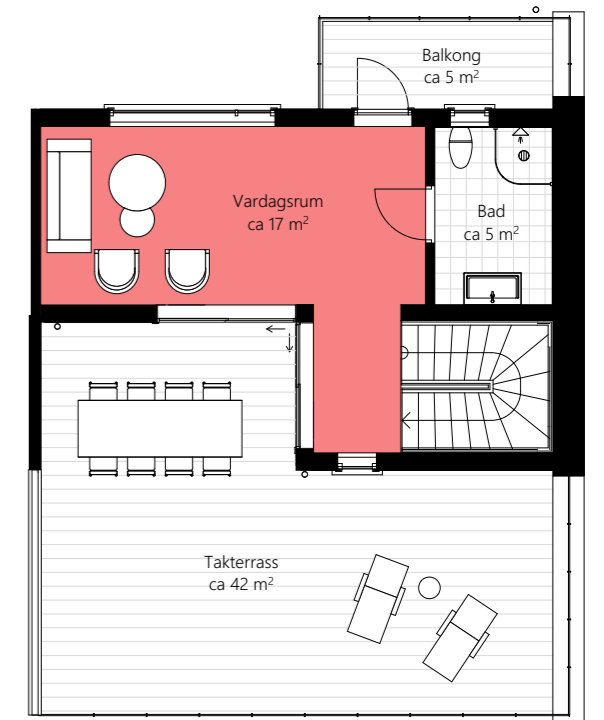 Balkong
ca 5 m²
Vardagsrum
ca 17 m²
Bad
ca 5 m²
Takterrass
ca 42 m²